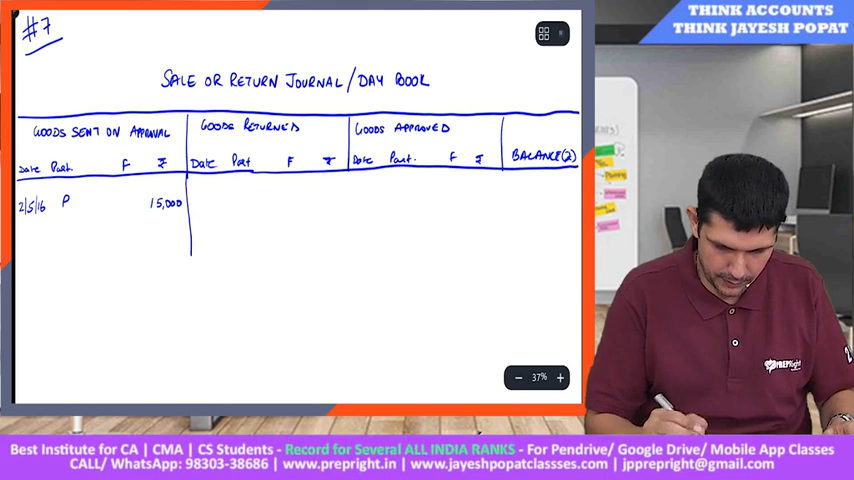 THINK ACCOUNTS
THINK JAYESH POPAT
#7
SALE OR RETURN JOURNAL/DAY BOOK
GOODS SENT ON APPROVAL GOODS RETURNED GOODS APPROVED
Date Part. F ₹ Date Part F ₹ Date Part. F ₹ BALANCE(₹)
2/5/16 P 15,000
- 37% +
PREPRight
Best Institute for CA | CMA | CS Students - Record for Several ALL INDIA RANKS - For Pendrive/ Google Drive/ Mobile App Classes
CALL/ WhatsApp: 98303-38686 | www.prepright.in | www.jayeshpopatclassses.com | jpprepright@gmail.com